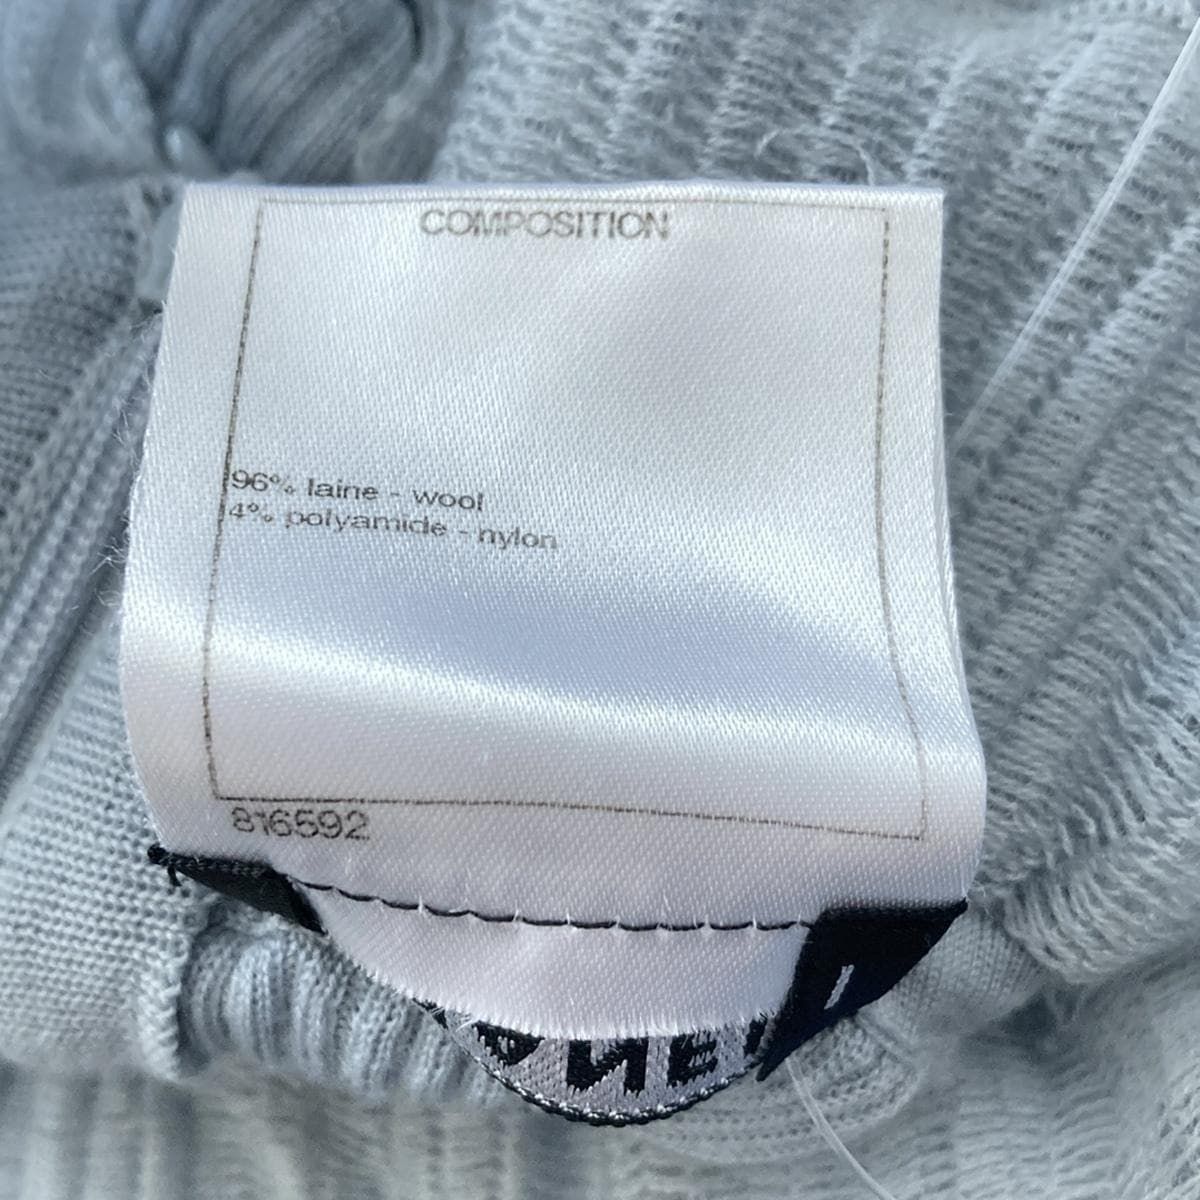 COMPOSITION
96% laine - wool
4% polyamide - nylon
816592